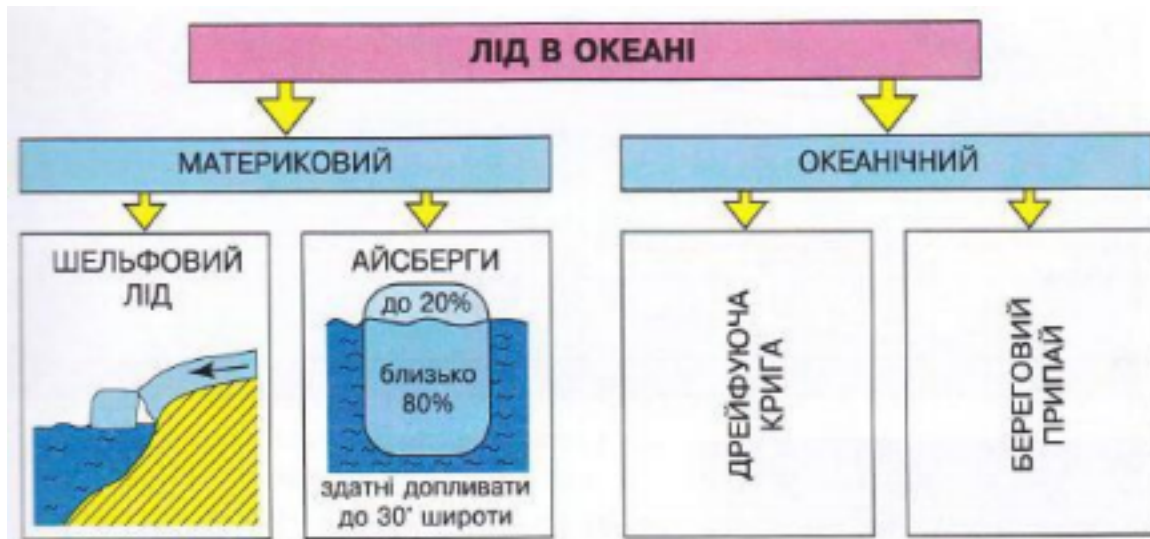 ЛІД В ОКЕАНІ
МАТЕРИКОВИЙ
ОКЕАНІЧНИЙ
ШЕЛЬФОВИЙ
ЛІД
АЙСБЕРГИ
до 20%
близько
80%
здатні допливати
до 30° широти
ДРЕЙФУЮЧА
КРИГА
БЕРЕГОВИЙ
ПРИПАЙ